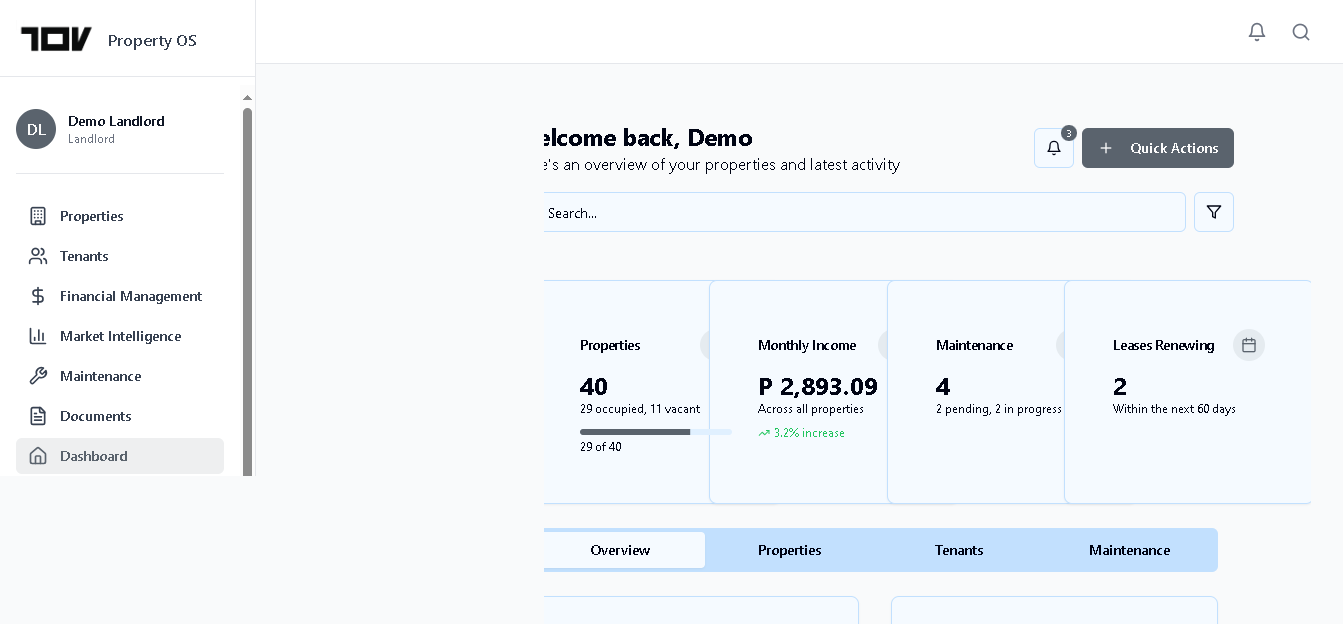 TOV Property OS
DL
Demo Landlord
Landlord
Properties
Tenants
Financial Management
Market Intelligence
Maintenance
Documents
Dashboard
elcome back, Demo
e's an overview of your properties and latest activity
3
Quick Actions
Search...
Properties
40
29 occupied, 11 vacant
29 of 40
Monthly Income
P 2,893.09
Across all properties
3.2% increase
Maintenance
4
2 pending, 2 in progress
Leases Renewing
2
Within the next 60 days
Overview
Properties
Tenants
Maintenance